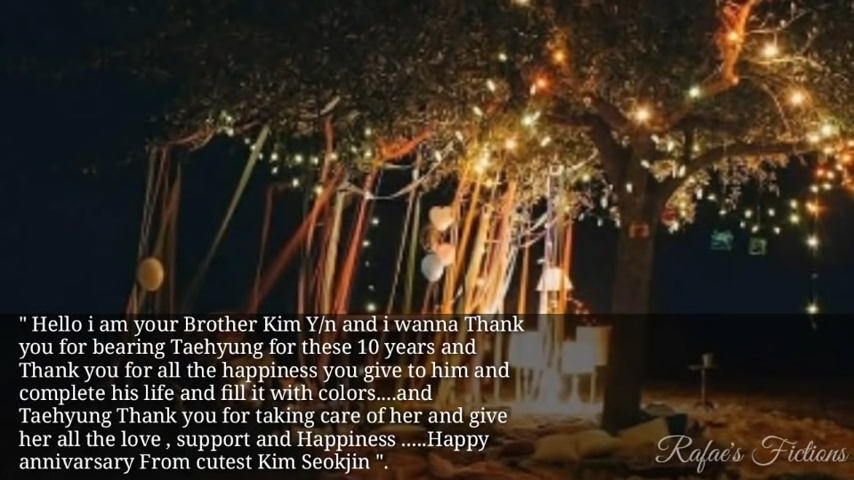 " Hello i am your Brother Kim Y/n and i wanna Thank
you for bearing Taehyung for these 10 years and
Thank you for all the happiness you give to him and
complete his life and fill it with colors....and
Taehyung Thank you for taking care of her and give
her all the love , support and Happiness .....Happy
annivarsary From cutest Kim Seokjin ".
Rafae's Fictions